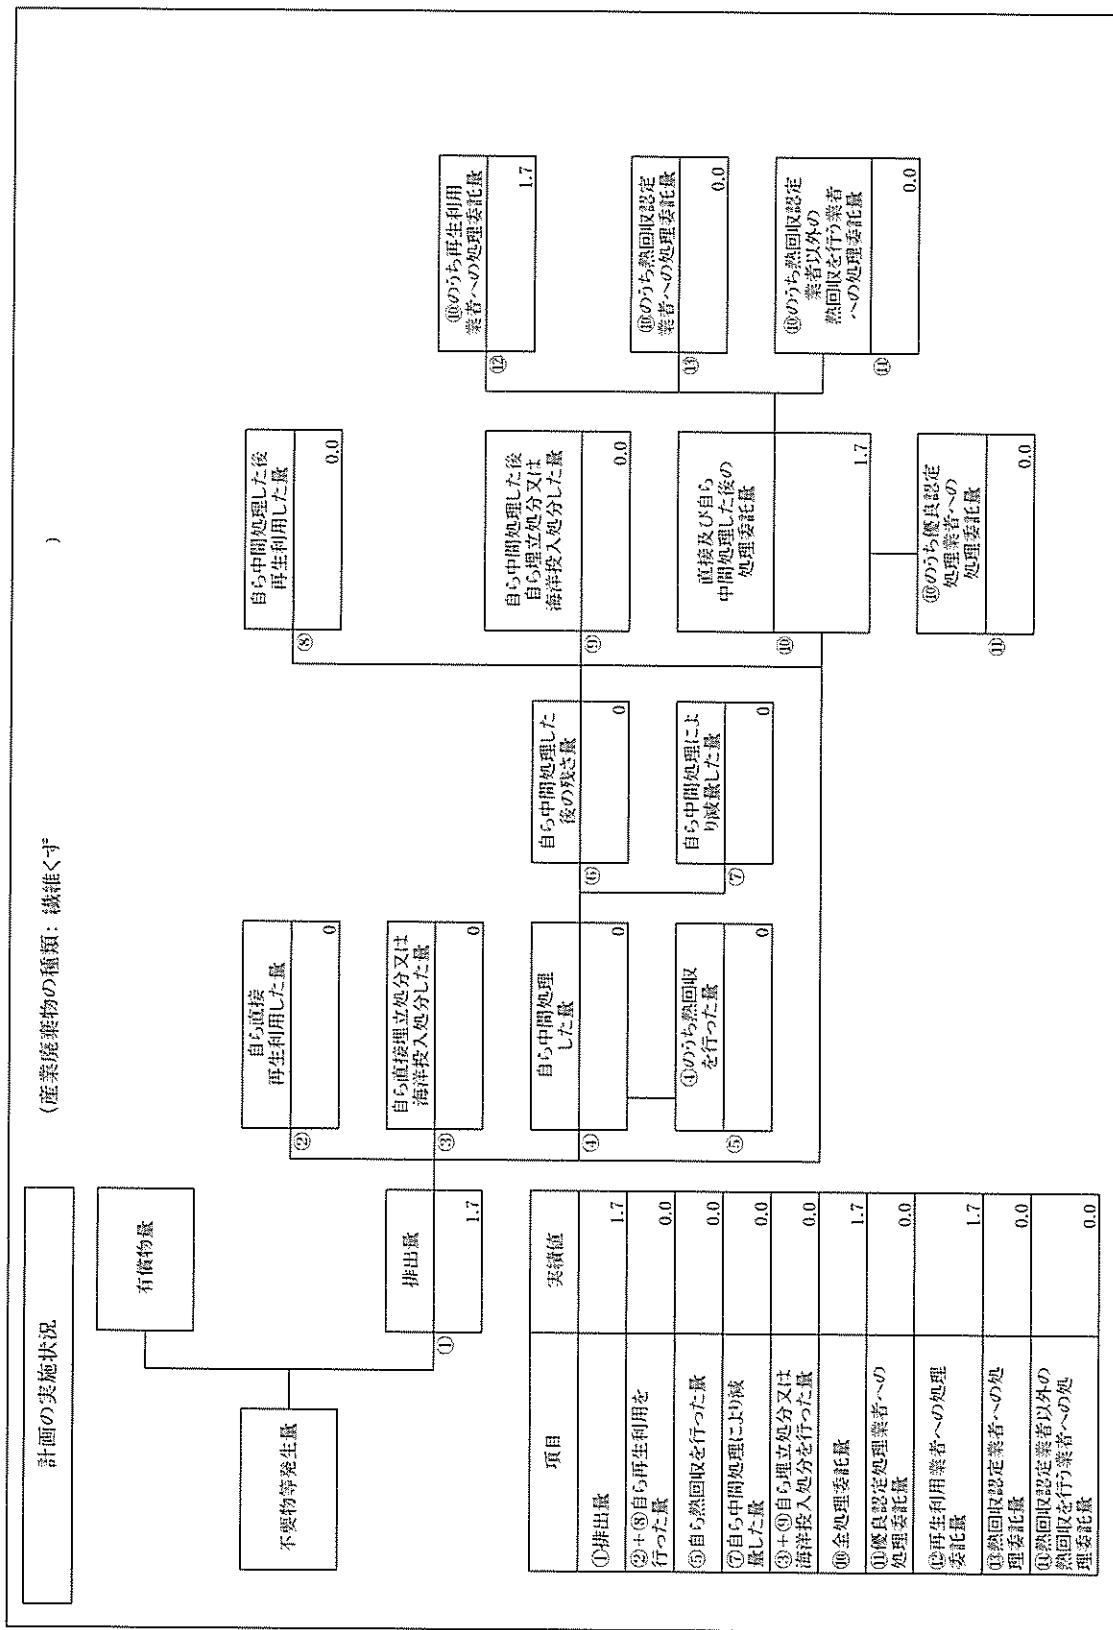 計画の実施状況
(産業廃棄物の種類: 繊維くず
)
不要物等発生量
有償物量
①
排出量
1.7
②
自ら直接
再生利用した量
0
③
自ら直接埋立処分又は
海洋投入処分した量
0
④
自ら中間処理
した量
0
⑤
④のうち熱回収
を行った量
0
⑥
自ら中間処理した
後の残さ量
0
⑦
自ら中間処理によ
り減量した量
0
⑧
自ら中間処理した後
再生利用した量
0.0
⑨
自ら中間処理した後
自ら埋立処分又は
海洋投入処分した量
0.0
⑩
直接及び自ら
中間処理した後の
処理委託量
1.7
⑪
⑩のうち優良認定
処理業者への
処理委託量
0.0
⑫
⑩のうち再生利用
業者への処理委託量
1.7
⑬
⑩のうち熱回収認定
業者への処理委託量
0.0
⑭
⑩のうち熱回収認定
業者以外の
熱回収を行う業者
への処理委託量
0.0
項目
実績値
①排出量
1.7
②+⑧自ら再生利用を
行った量
0.0
⑤自ら熱回収を行った量
0.0
⑦自ら中間処理により減
量した量
0.0
③+⑨自ら埋立処分又は
海洋投入処分を行った量
0.0
⑩全処理委託量
1.7
⑪優良認定処理業者への
処理委託量
0.0
⑫再生利用業者への処理
委託量
1.7
⑬熱回収認定業者への処
理委託量
0.0
⑭熱回収認定業者以外の
熱回収を行う業者への処
理委託量
0.0